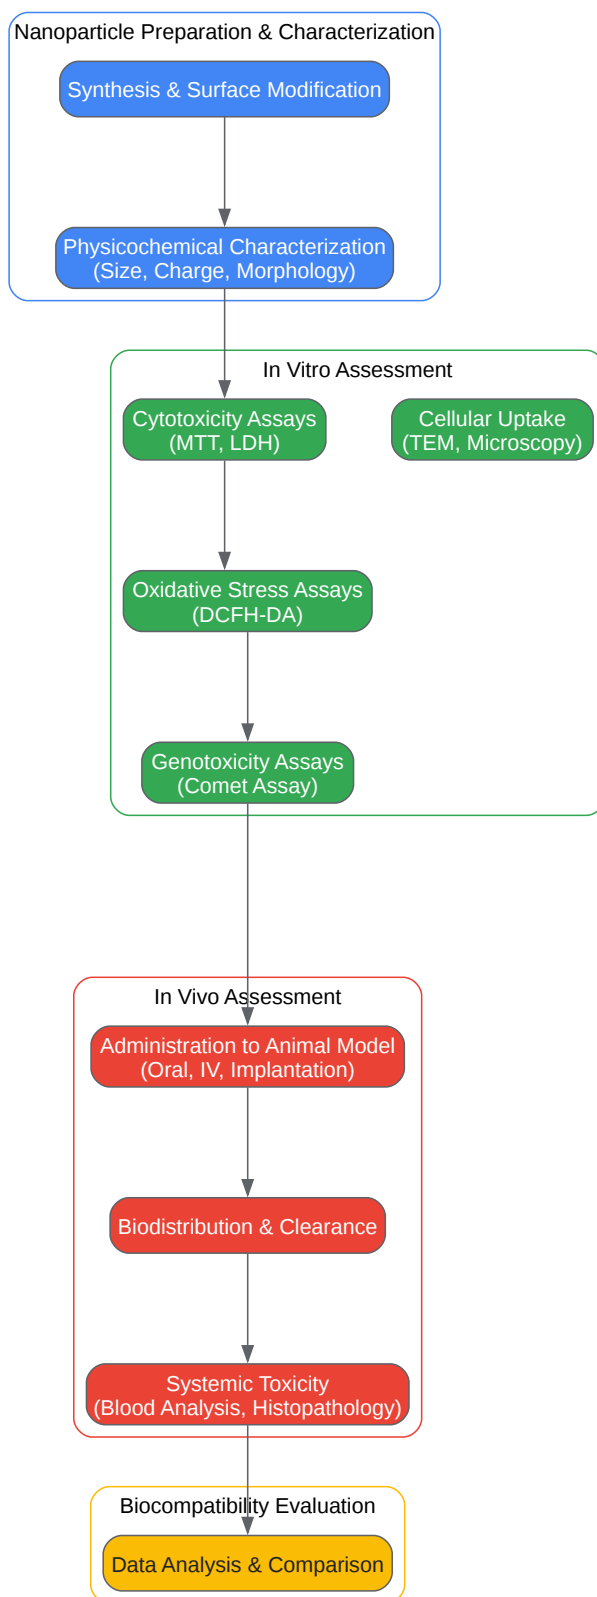 Nanoparticle Preparation & Characterization
Synthesis & Surface Modification
Physicochemical Characterization
(Size, Charge, Morphology)
In Vitro Assessment
Cytotoxicity Assays
(MTT, LDH)
Cellular Uptake
(TEM, Microscopy)
Oxidative Stress Assays
(DCFH-DA)
Genotoxicity Assays
(Comet Assay)
In Vivo Assessment
Administration to Animal Model
(Oral, IV, Implantation)
Biodistribution & Clearance
Systemic Toxicity
(Blood Analysis, Histopathology)
Biocompatibility Evaluation
Data Analysis & Comparison